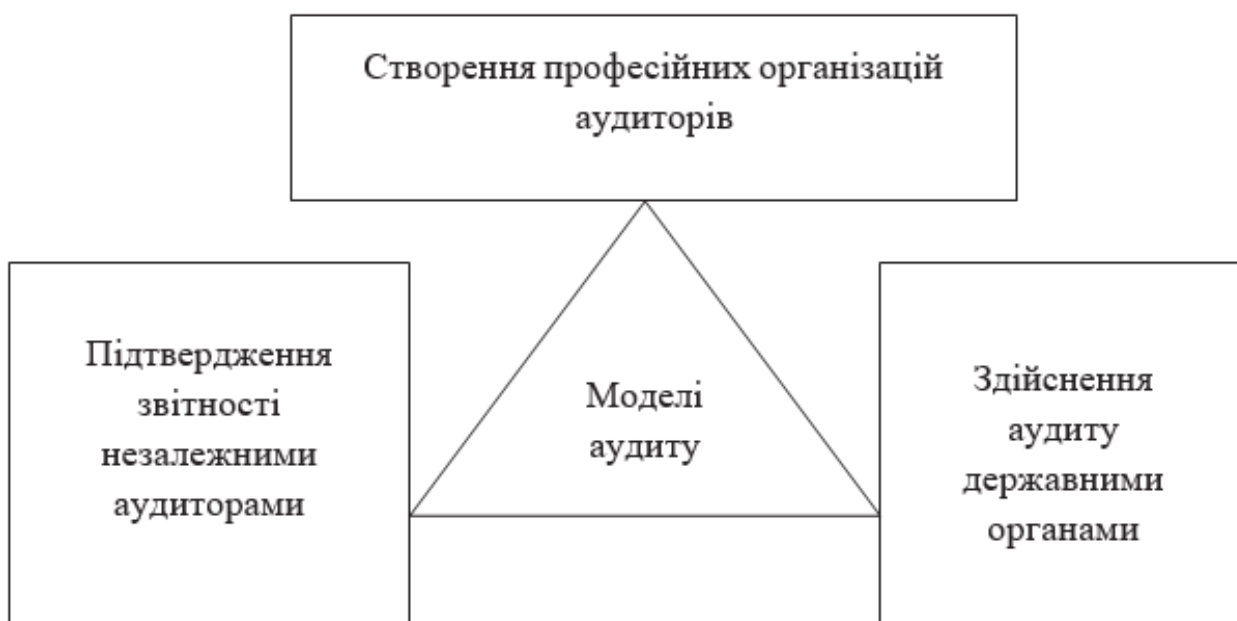 Створення професійних організацій
аудиторів
Підтвердження
звітності
незалежними
аудиторами
Моделі
аудиту
Здійснення
аудиту
державними
органами